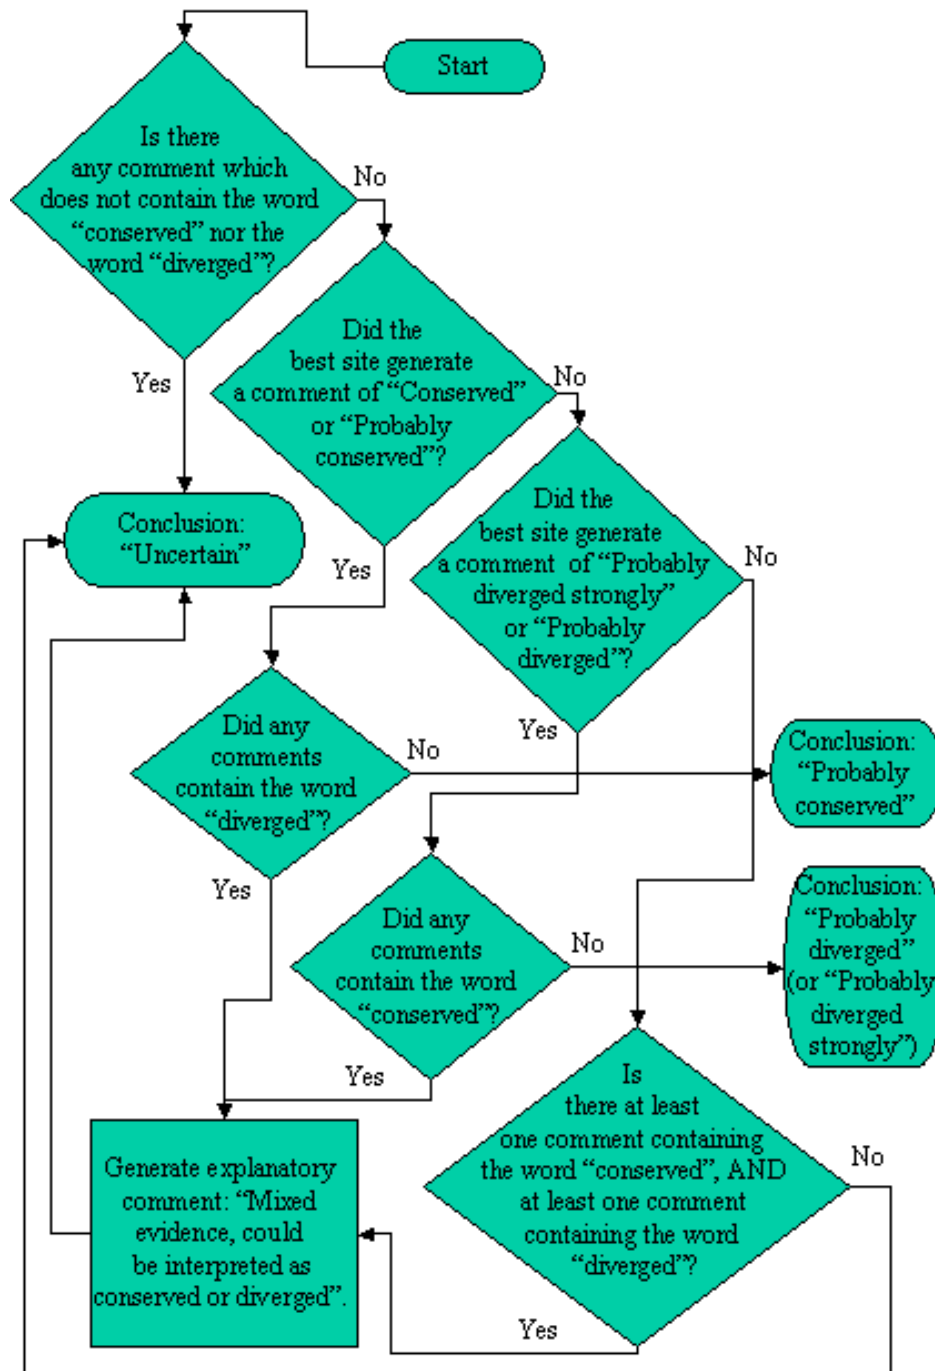 Start
Is there
any comment which
does not contain the word
“conserved” nor the
word “diverged”?
No
Yes
Did the
best site generate
a comment of “Conserved”
or “Probably
conserved”?
No
Yes
Did the
best site generate
a comment of “Probably
diverged strongly”
or “Probably
diverged”?
No
Yes
Conclusion:
“Uncertain”
Did any
comments
contain the word
“diverged”?
No
Yes
Conclusion:
“Probably
conserved”
Did any
comments
contain the word
“conserved”?
No
Yes
Conclusion:
“Probably
diverged”
(or “Probably
diverged
strongly”)
Is
there at least
one comment containing
the word “conserved”, AND
at least one comment
containing the word
“diverged”?
No
Yes
Generate explanatory
comment: “Mixed
evidence, could
be interpreted as
conserved or diverged”.